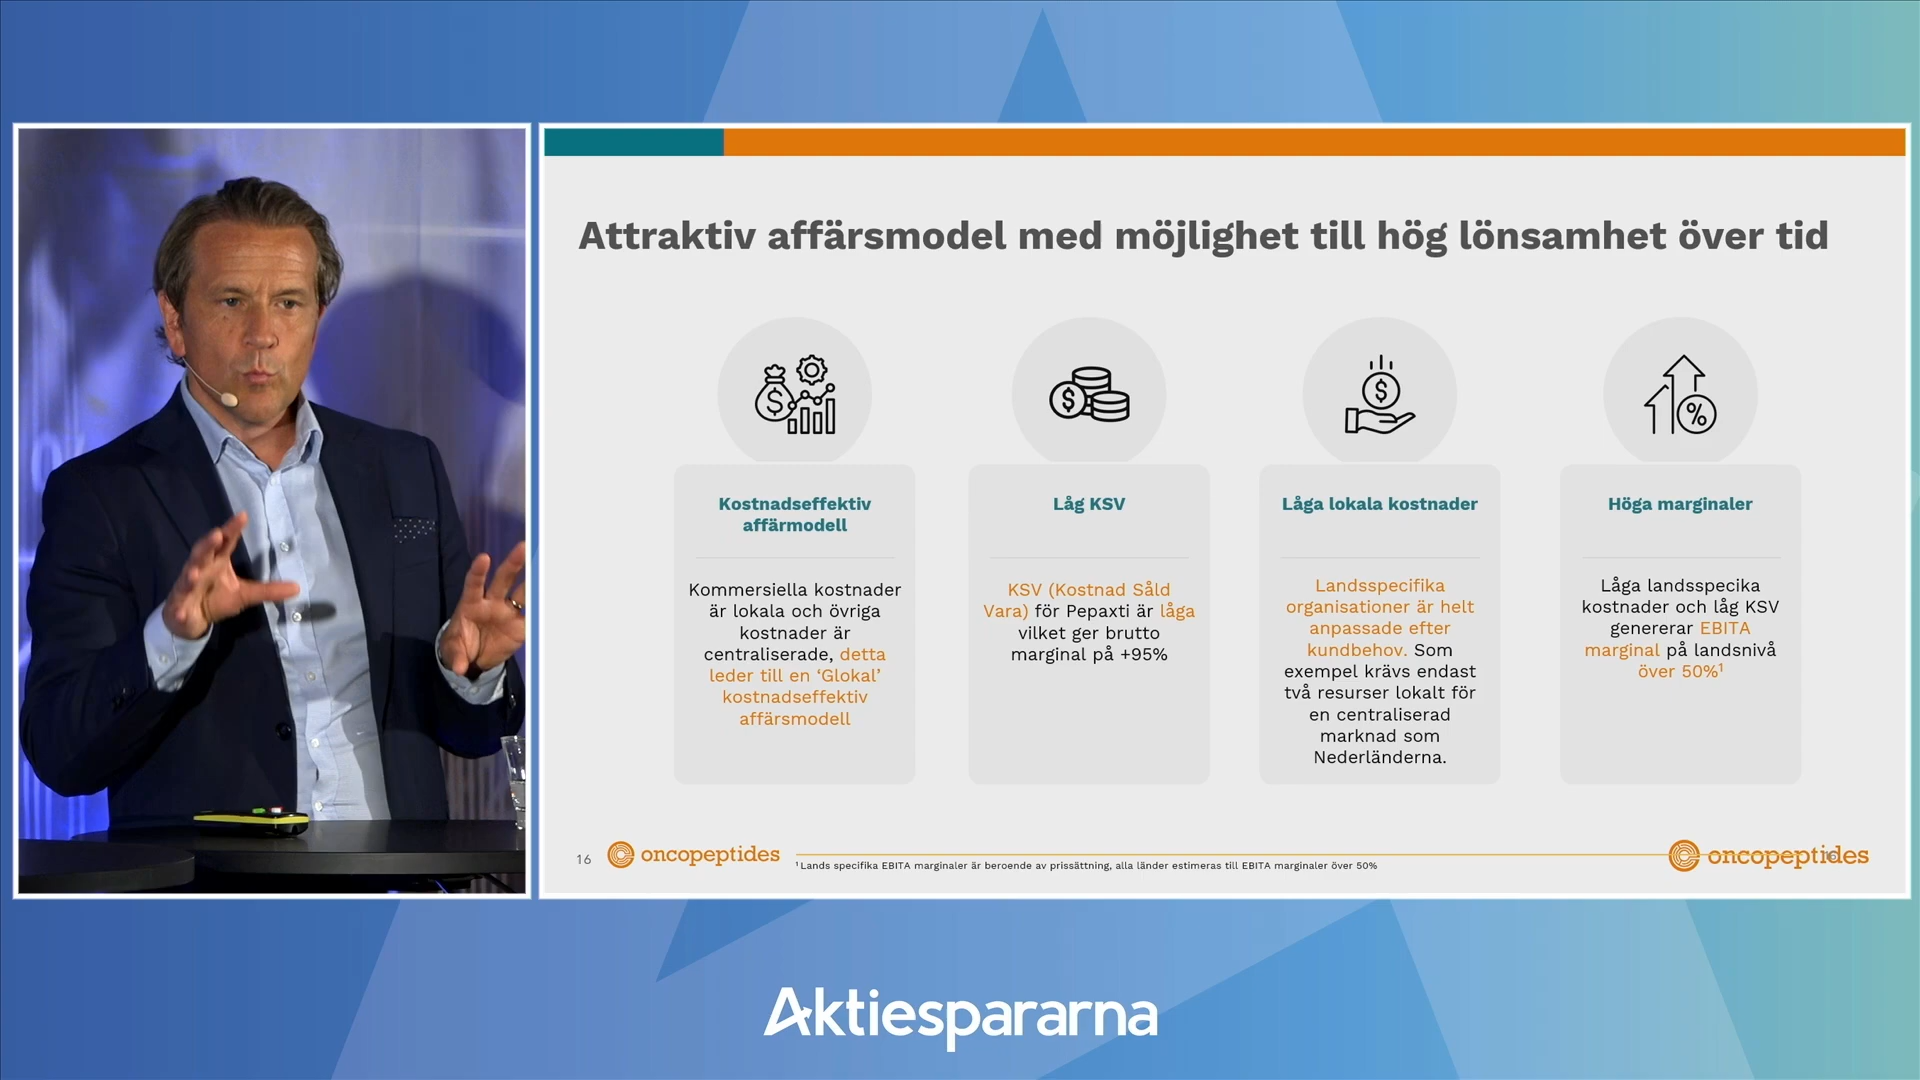 Attraktiv affärsmodel med möjlighet till hög lönsamhet över tid
Kostnadseffektiv
affärmodell
Kommersiella kostnader
är lokala och övriga
kostnader är
centraliserade, detta
leder till en ‘Glokal’
kostnadseffektiv
affärsmodell
Låg KSV
KSV (Kostnad Såld
Vara) för Pepaxti är låga
vilket ger brutto
marginal på +95%
Låga lokala kostnader
Landsspecifika
organisationer är helt
anpassade efter
kundbehov. Som
exempel krävs endast
två resurser lokalt för
en centraliserad
marknad som
Nederländerna.
Höga marginaler
Låga landsspecika
kostnader och låg KSV
genererar EBITA
marginal på landsnivå
över 50%¹
16
oncopeptides
¹ Lands specifika EBITA marginaler är beroende av prissättning, alla länder estimeras till EBITA marginaler över 50%
oncopeptides
Aktiespararna